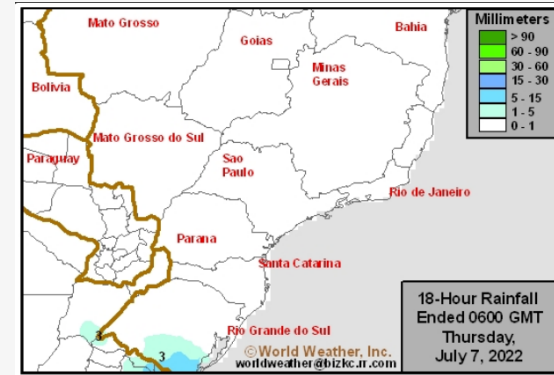 Mato Grosso
Goias
Bahia
Minas
Gerais
Bolivia
Mato Grosso do Sul
Paraguay
Sao
Paulo
Rio de Janeiro
Parana
Santa Catarina
Rio Grande do Sul
3
3
©World Weather, Inc.
worldweather@bizkc.rr.com
Millimeters
> 90
60 - 90
30 - 60
15 - 30
5 - 15
1 - 5
0 - 1
18-Hour Rainfall
Ended 0600 GMT
Thursday,
July 7, 2022